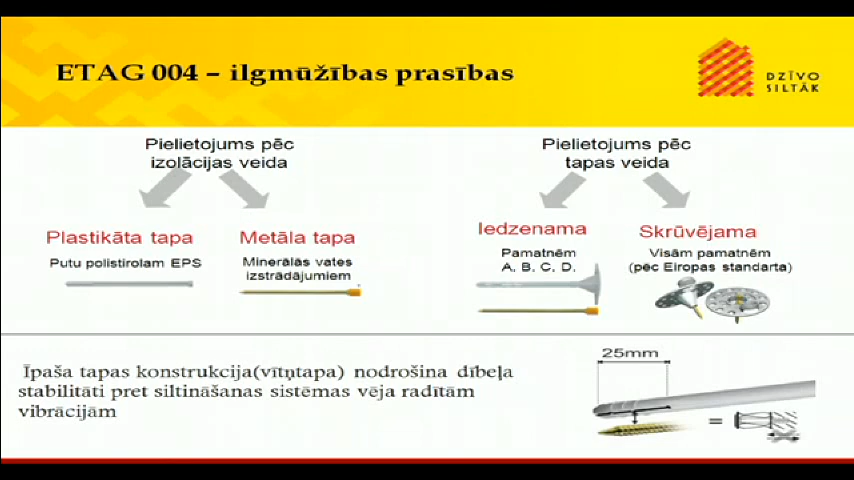 ETAG 004 – ilgmūžības prasības
DZĪVO
SILTĀK
Pielietojums pēc
izolācijas veida
Plastikāta tapa
Putu polistirolam EPS
Metāla tapa
Minerālās vates
izstrādājumiem
Pielietojums pēc
tapas veida
Iedzenama
Pamatnēm
A. B. C. D.
Skrūvējama
Visām pamatnēm
(pēc Eiropas standarta)
Īpaša tapas konstrukcija(vītņtapa) nodrošina dībeļa
stabilitāti pret siltināšanas sistēmas vēja radītām
vibrācijām
25mm
=